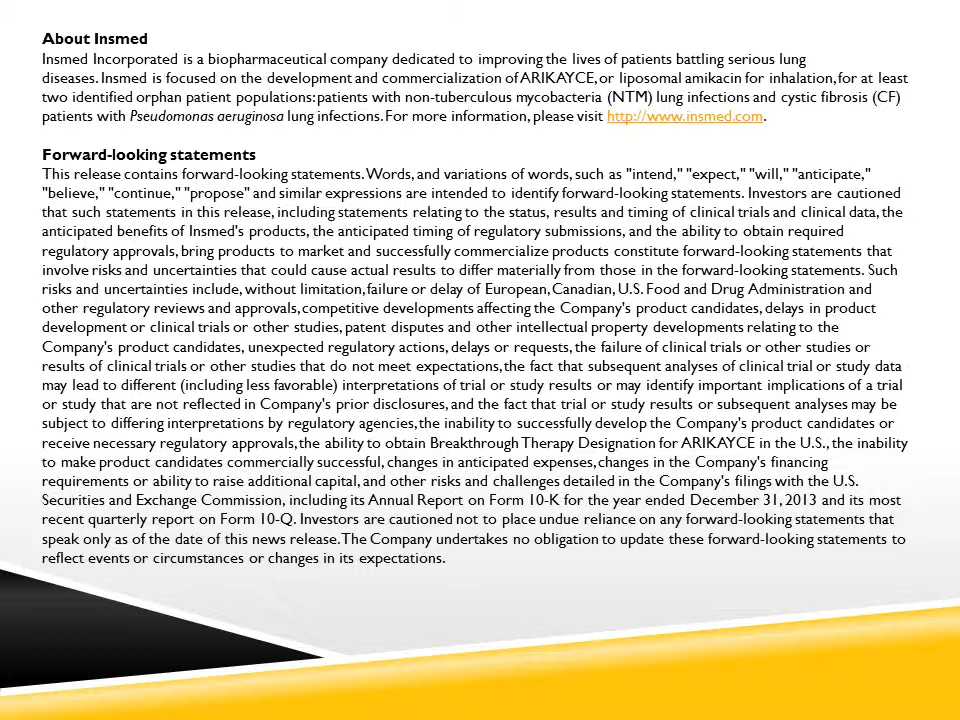 About Insmed
Insmed Incorporated is a biopharmaceutical company dedicated to improving the lives of patients battling serious lung
diseases. Insmed is focused on the development and commercialization of ARIKAYCE, or liposomal amikacin for inhalation, for at least
two identified orphan patient populations: patients with non-tuberculous mycobacteria (NTM) lung infections and cystic fibrosis (CF)
patients with Pseudomonas aeruginosa lung infections. For more information, please visit http://www.insmed.com.
Forward-looking statements
This release contains forward-looking statements. Words, and variations of words, such as "intend," "expect," "will," "anticipate,"
"believe," "continue," "propose" and similar expressions are intended to identify forward-looking statements. Investors are cautioned
that such statements in this release, including statements relating to the status, results and timing of clinical trials and clinical data, the
anticipated benefits of Insmed's products, the anticipated timing of regulatory submissions, and the ability to obtain required
regulatory approvals, bring products to market and successfully commercialize products constitute forward-looking statements that
involve risks and uncertainties that could cause actual results to differ materially from those in the forward-looking statements. Such
risks and uncertainties include, without limitation, failure or delay of European, Canadian, U.S. Food and Drug Administration and
other regulatory reviews and approvals, competitive developments affecting the Company's product candidates, delays in product
development or clinical trials or other studies, patent disputes and other intellectual property developments relating to the
Company's product candidates, unexpected regulatory actions, delays or requests, the failure of clinical trials or other studies or
results of clinical trials or other studies that do not meet expectations, the fact that subsequent analyses of clinical trial or study data
may lead to different (including less favorable) interpretations of trial or study results or may identify important implications of a trial
or study that are not reflected in Company's prior disclosures, and the fact that trial or study results or subsequent analyses may be
subject to differing interpretations by regulatory agencies, the inability to successfully develop the Company's product candidates or
receive necessary regulatory approvals, the ability to obtain Breakthrough Therapy Designation for ARIKAYCE in the U.S., the inability
to make product candidates commercially successful, changes in anticipated expenses, changes in the Company's financing
requirements or ability to raise additional capital, and other risks and challenges detailed in the Company's filings with the U.S.
Securities and Exchange Commission, including its Annual Report on Form 10-K for the year ended December 31, 2013 and its most
recent quarterly report on Form 10-Q. Investors are cautioned not to place undue reliance on any forward-looking statements that
speak only as of the date of this news release. The Company undertakes no obligation to update these forward-looking statements to
reflect events or circumstances or changes in its expectations.